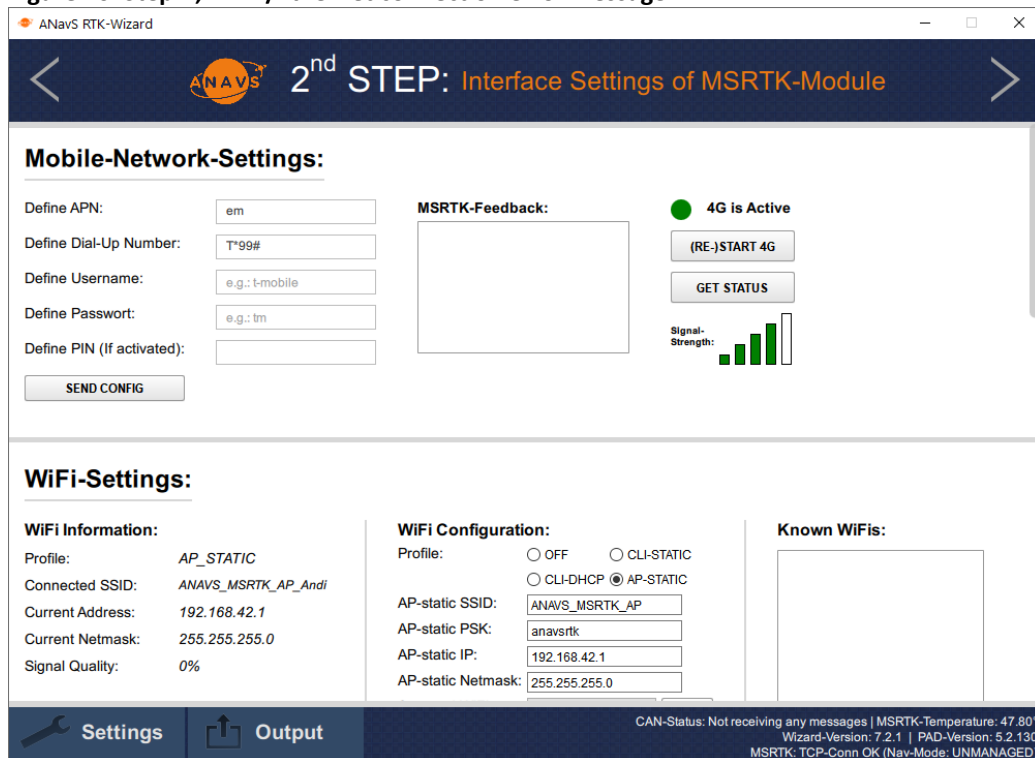 ANavS RTK-Wizard
ANAVS
2nd STEP: Interface Settings of MSRTK-Module
Mobile-Network-Settings:
Define APN:
em
Define Dial-Up Number:
T*99#
Define Username:
e.g.: t-mobile
Define Passwort:
e.g.: tm
Define PIN (If activated):
SEND CONFIG
MSRTK-Feedback:
4G is Active
(RE-)START 4G
GET STATUS
Signal-
Strength:
WiFi-Settings:
WiFi Information:
Profile:
AP_STATIC
Connected SSID:
ANAVS_MSRTK_AP_Andi
Current Address:
192.168.42.1
Current Netmask:
255.255.255.0
Signal Quality:
0%
WiFi Configuration:
Profile:
OFF
CLI-STATIC
CLI-DHCP
AP-STATIC
AP-static SSID:
ANAVS_MSRTK_AP
AP-static PSK:
anavsrtk
AP-static IP:
192.168.42.1
AP-static Netmask:
255.255.255.0
Known WiFis:
Settings
Output
CAN-Status: Not receiving any messages | MSRTK-Temperature: 47.80°
Wizard-Version: 7.2.1 | PAD-Version: 5.2.130
MSRTK: TCP-Conn OK (Nav-Mode: UNMANAGED)